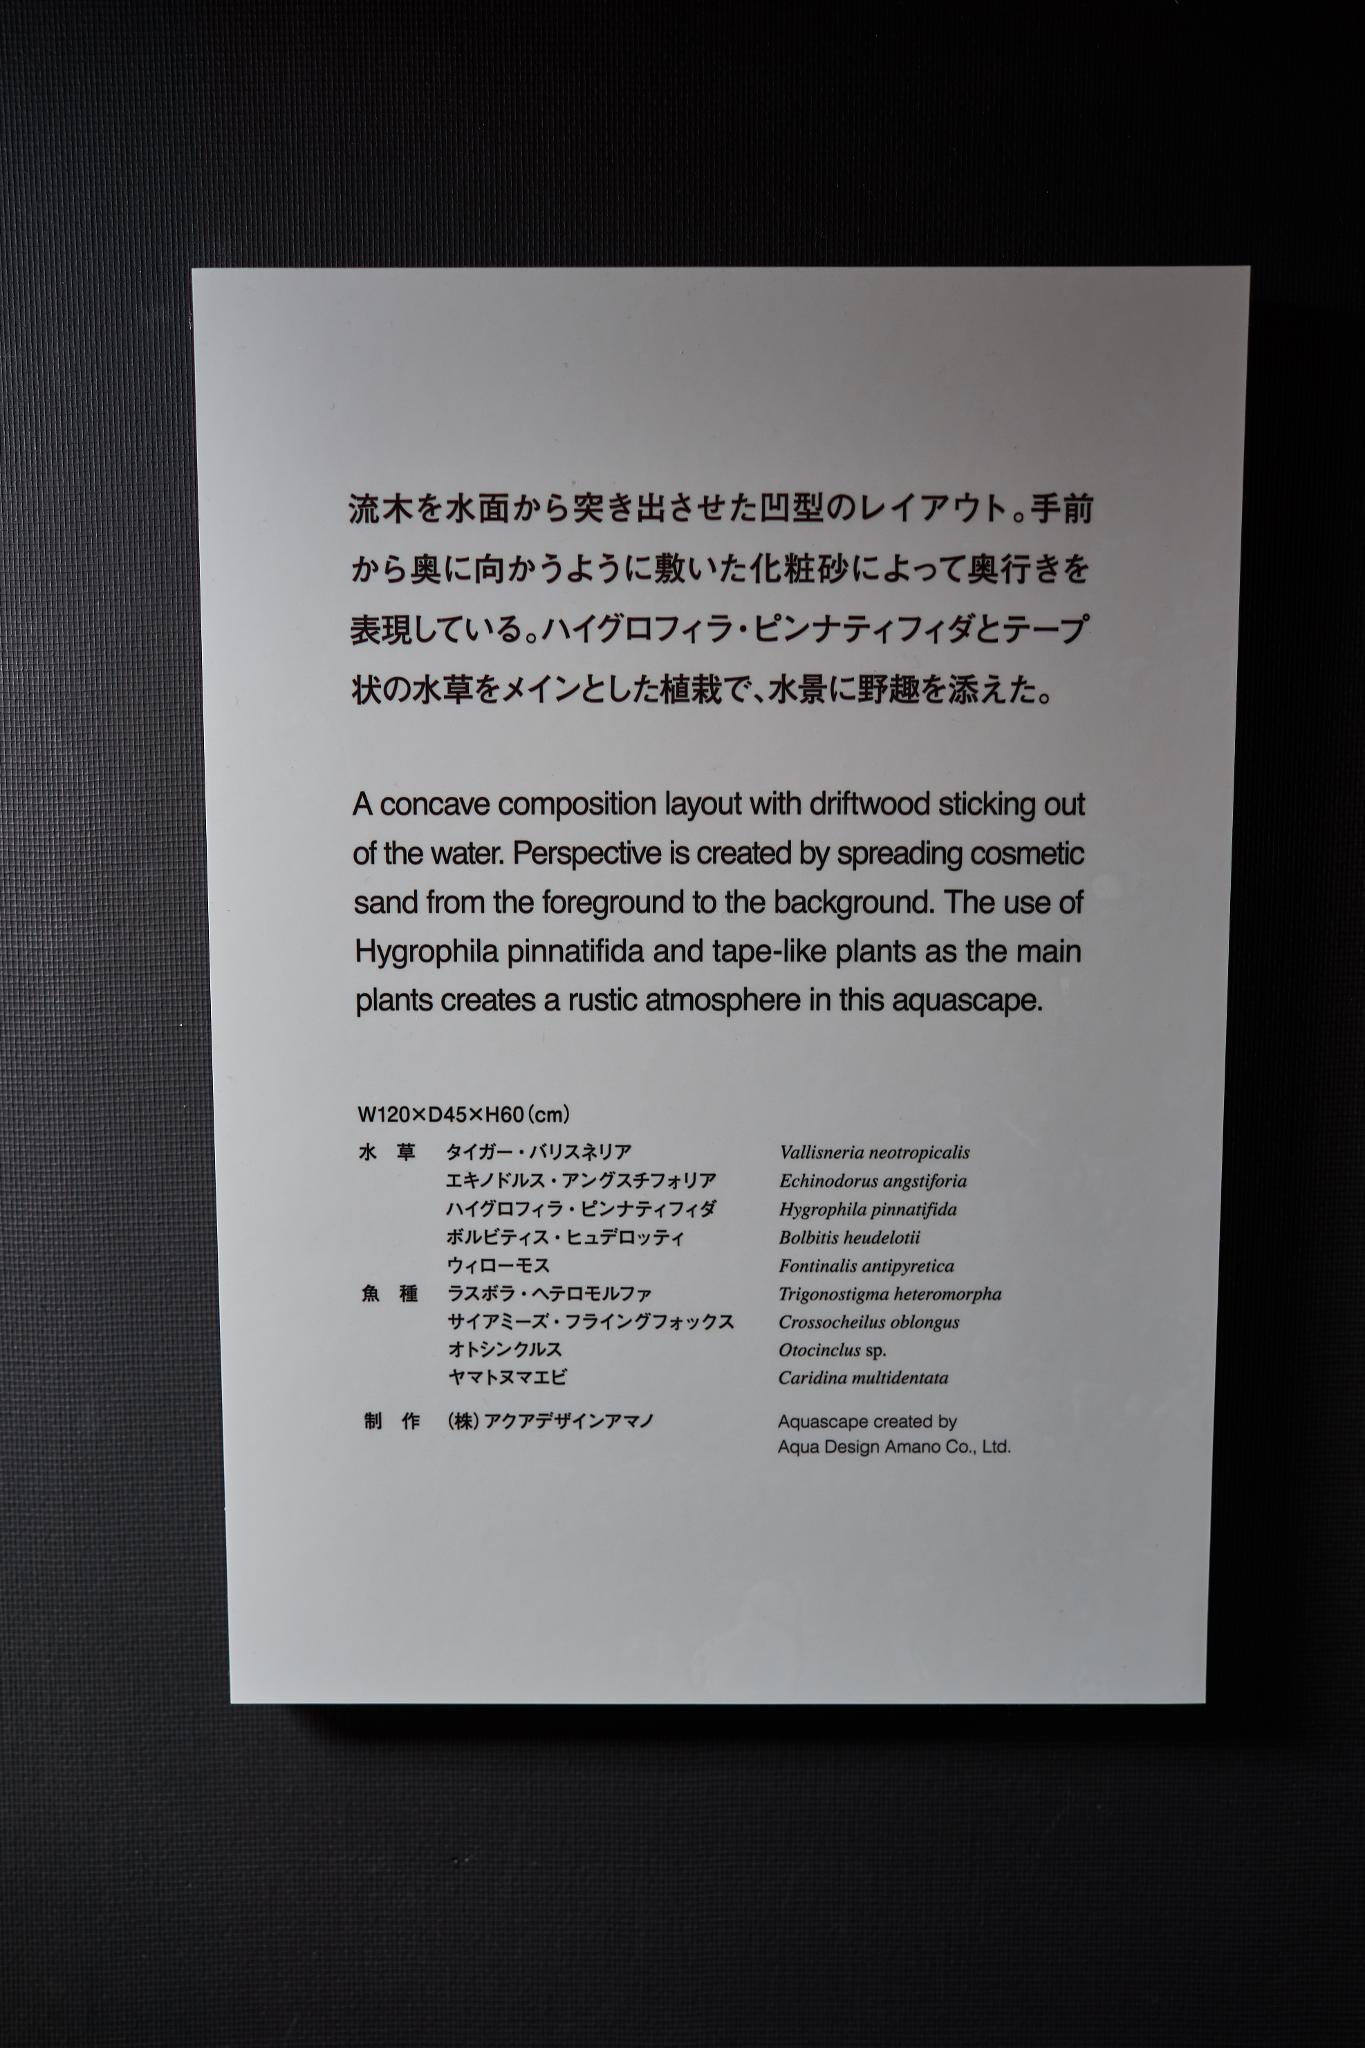 流木を水面から突き出させた凹型のレイアウト。手前
から奥に向かうように敷いた化粧砂によって奥行きを
表現している。ハイグロフィラ・ピンナティフィダとテープ
状の水草をメインとした植栽で、水景に野趣を添えた。
A concave composition layout with driftwood sticking out
of the water. Perspective is created by spreading cosmetic
sand from the foreground to the background. The use of
Hygrophila pinnatifida and tape-like plants as the main
plants creates a rustic atmosphere in this aquascape.
W120×D45×H60(cm)
水 草 タイガー・バリスネリア Vallisneria neotropicalis
エキノドルス・アングスチフォリア Echinodorus angstiforia
ハイグロフィラ・ピンナティフィダ Hygrophila pinnatifida
ボルビティス・ヒュデロッティ Bolbitis heudelotii
ウィローモス Fontinalis antipyretica
魚 種 ラスボラ・ヘテロモルファ Trigonostigma heteromorpha
サイアミーズ・フライングフォックス Crossocheilus oblongus
オトシンクルス Otocinclus sp.
ヤマトヌマエビ Caridina multidentata
制 作 (株)アクアデザインアマノ Aquascape created by
Aqua Design Amano Co., Ltd.